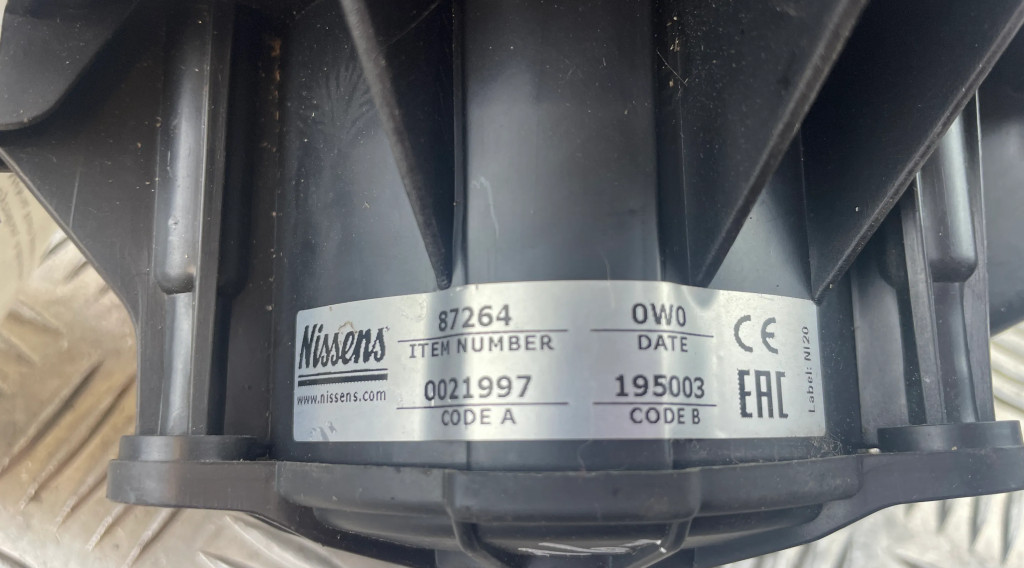 Nissens
www.nissens.com
87264
ITEM NUMBER
0021997
CODE A
0W0
DATE
195003
CODE B
CE
EAC
Label: NI20